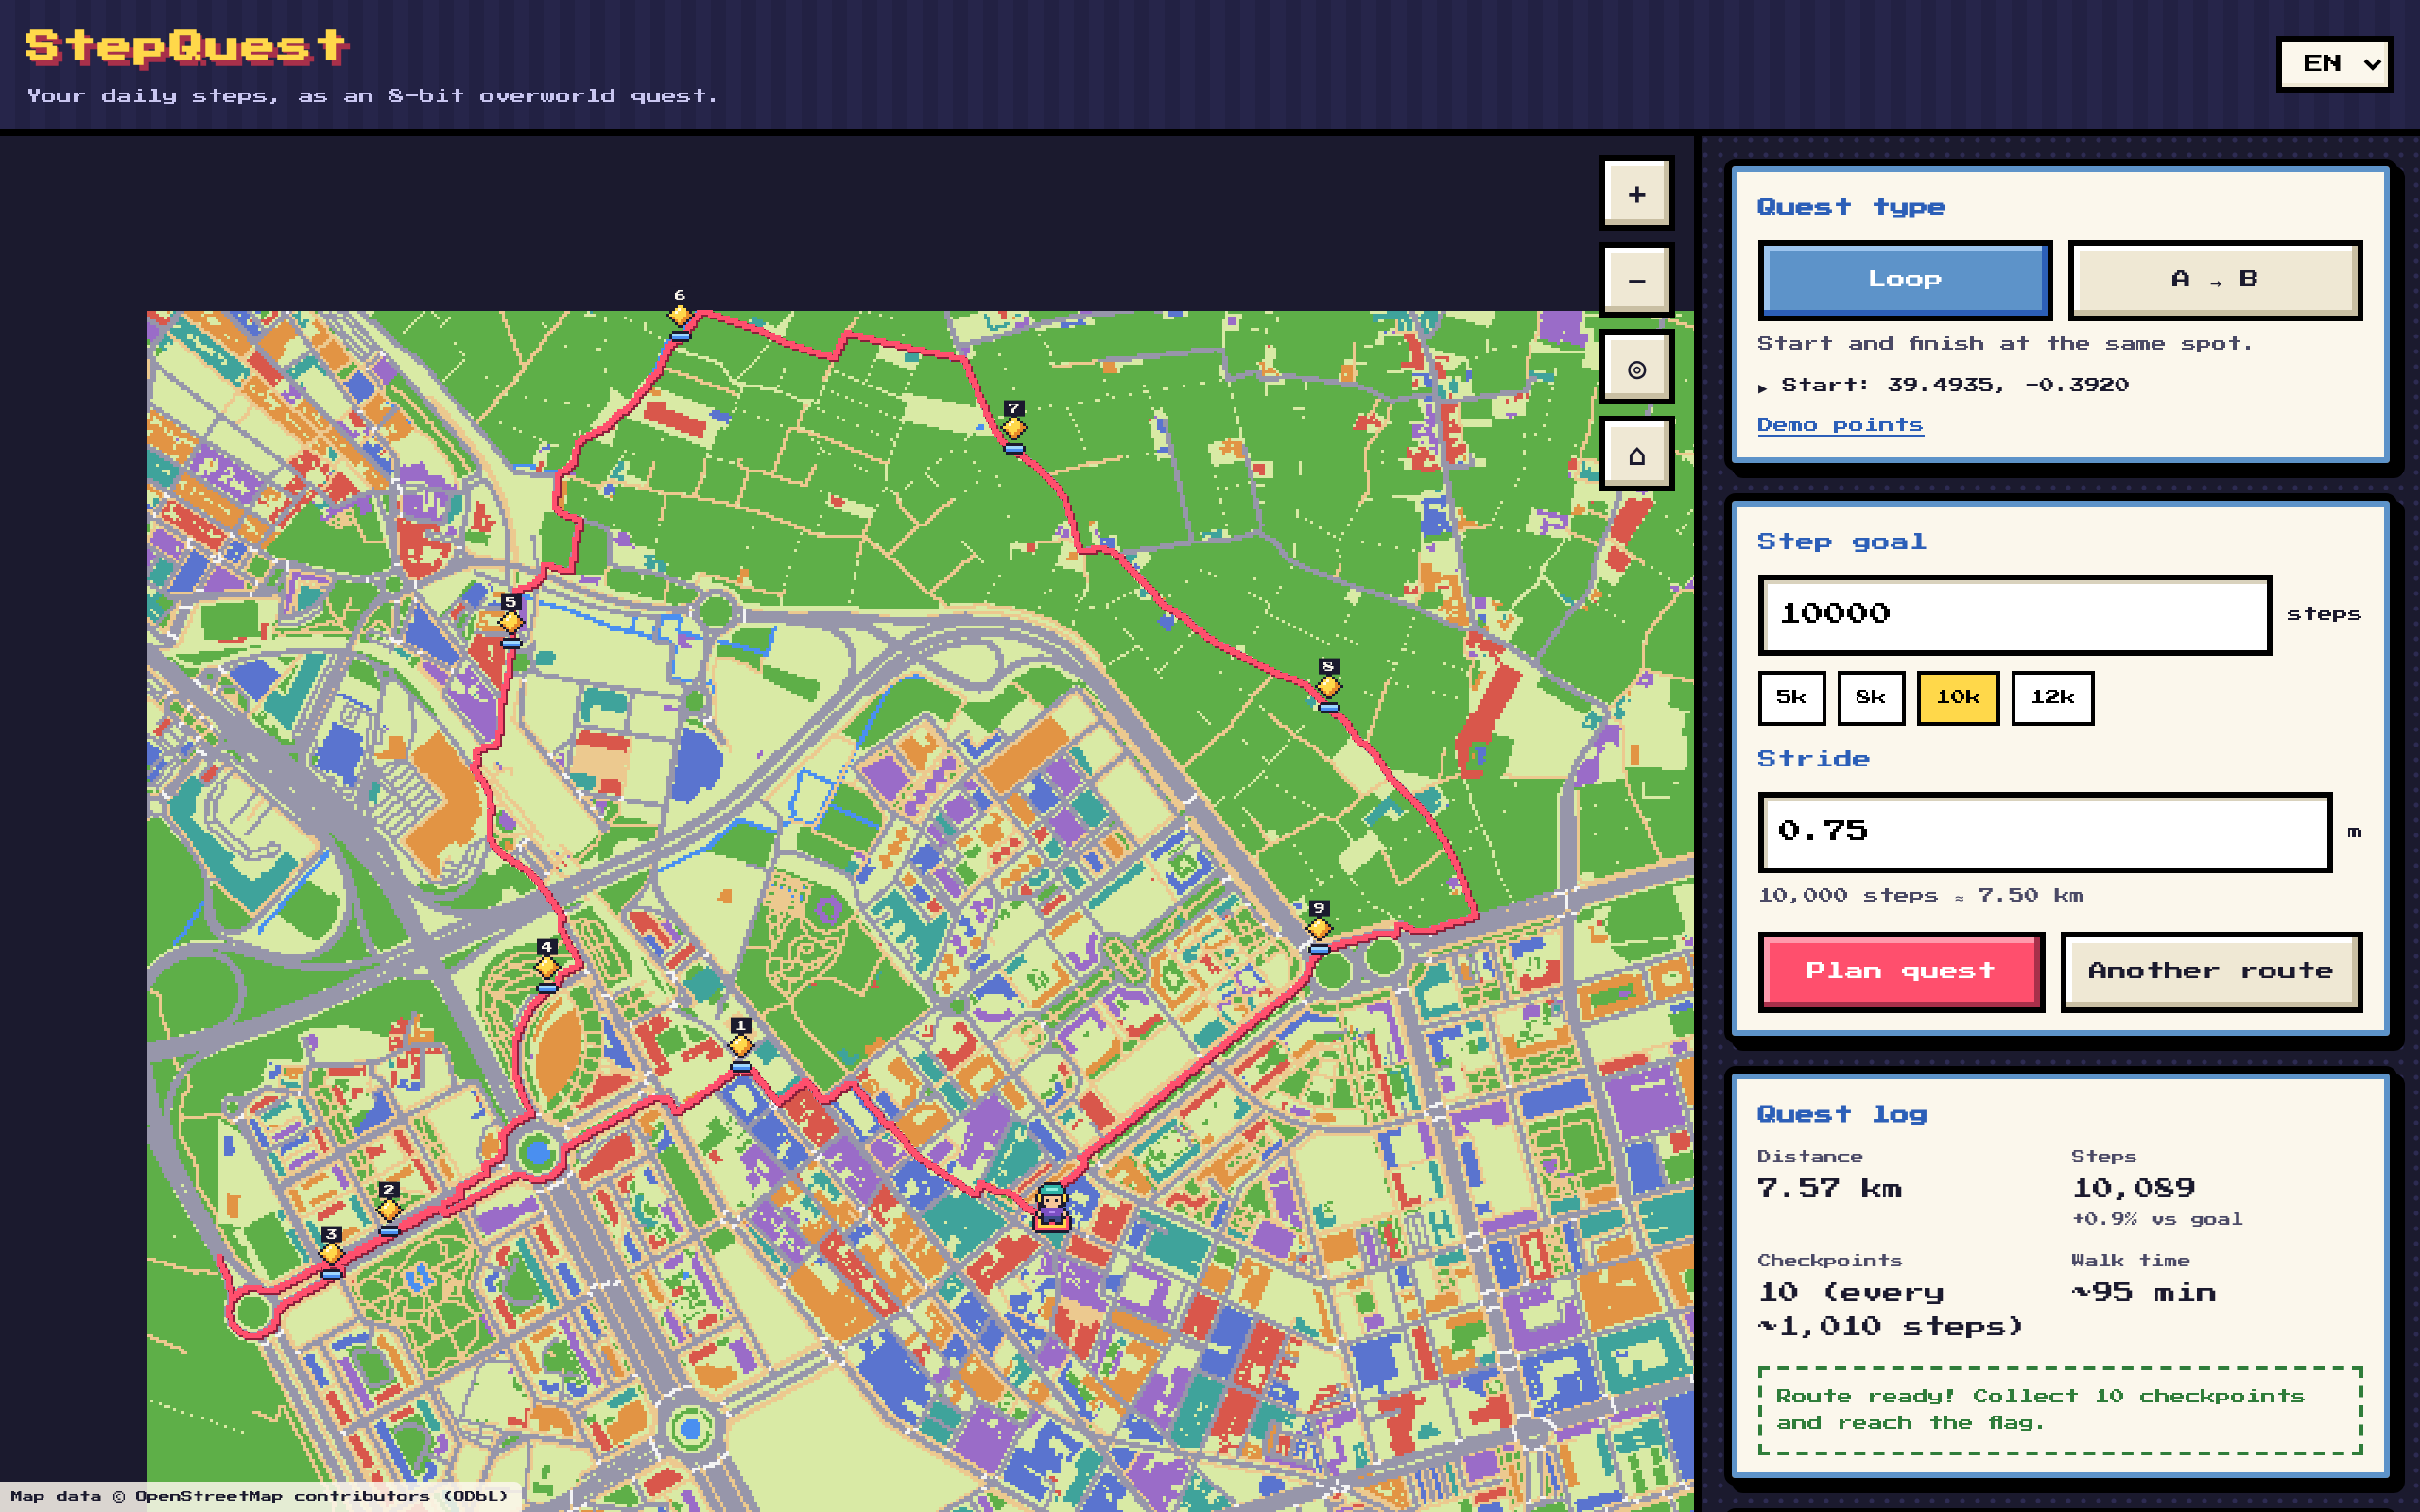 StepQuest
Your daily steps, as an 8-bit overworld quest.
EN
+
−
◎
⌂
6
7
5
8
9
4
1
2
3
Map data © OpenStreetMap contributors (ODbL)
Quest type
Loop
A → B
Start and finish at the same spot.
▸ Start: 39.4935, -0.3920
Demo points
Step goal
10000 steps
5k 8k 10k 12k
Stride
0.75 m
10,000 steps ≈ 7.50 km
Plan quest
Another route
Quest log
Distance
7.57 km
Steps
10,089
+0.9% vs goal
Checkpoints
10 (every
~1,010 steps)
Walk time
~95 min
Route ready! Collect 10 checkpoints
and reach the flag.